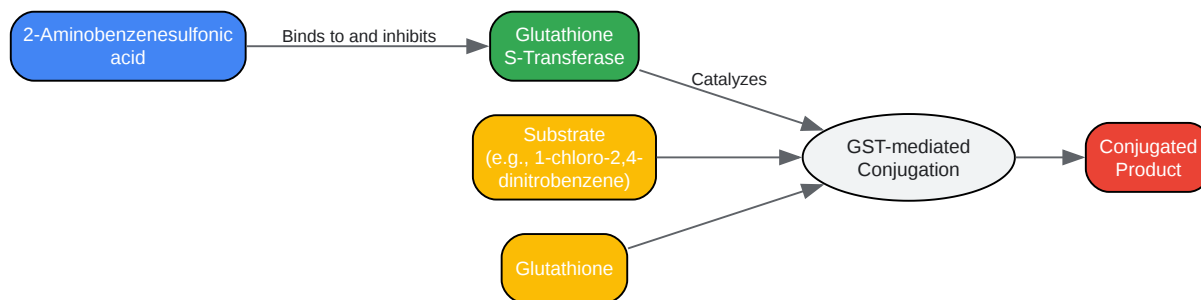 2-Aminobenzenesulfonic
acid
Binds to and inhibits
Glutathione
S-Transferase
Catalyzes
Substrate
(e.g., 1-chloro-2,4-
dinitrobenzene)
GST-mediated
Conjugation
Conjugated
Product
Glutathione